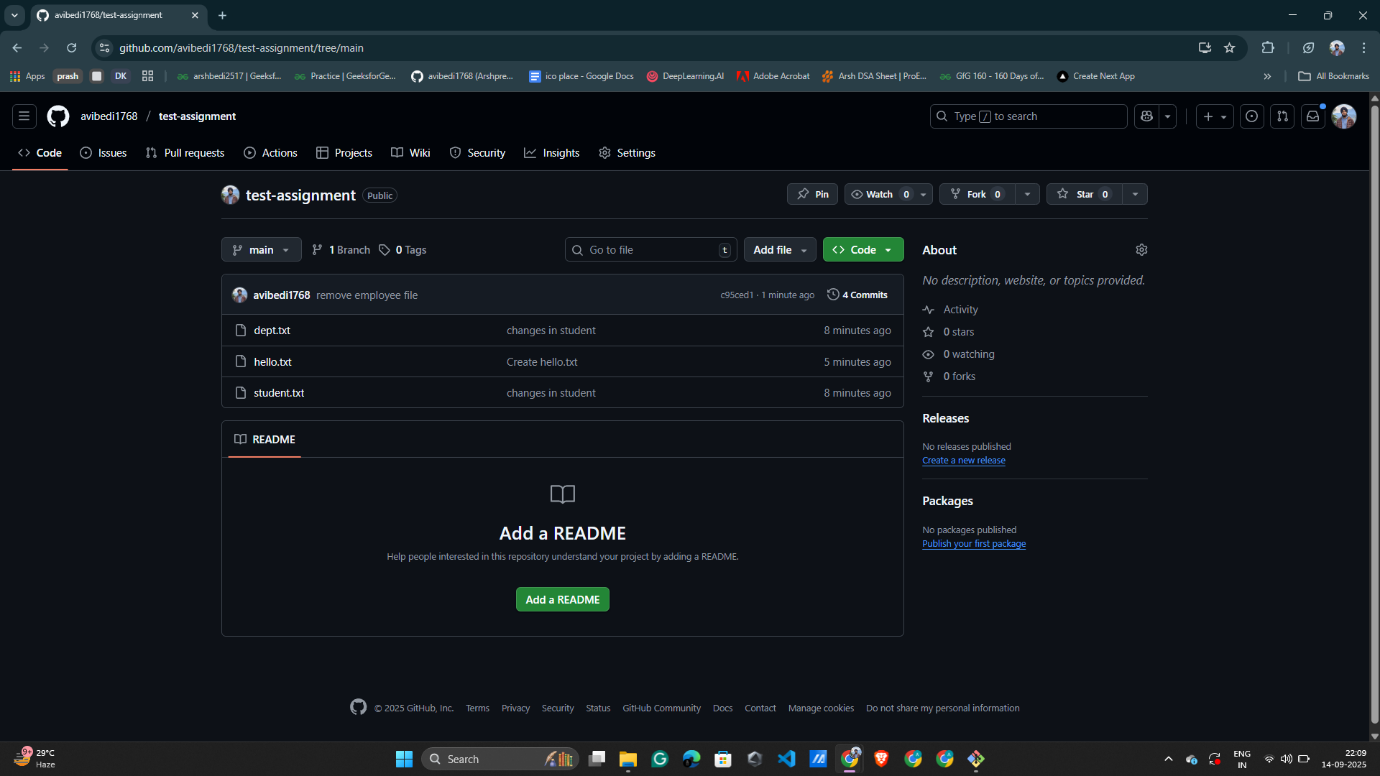 avibedi1768/test-assignment
github.com/avibedi1768/test-assignment/tree/main
Apps prash DK arshbedi2517 | Geeksf... Practice | GeeksforGe... avibedi1768 (Arshpre... ico place - Google Docs DeepLearning.AI Adobe Acrobat Arsh DSA Sheet | ProE... GfG 160 - 160 Days of... Create Next App » All Bookmarks
avibedi1768 / test-assignment Type / to search
Code Issues Pull requests Actions Projects Wiki Security Insights Settings
test-assignment Public Pin Watch 0 Fork 0 Star 0
main 1 Branch 0 Tags Go to file t Add file Code
avibedi1768 remove employee file c95ced1 · 1 minute ago 4 Commits
dept.txt changes in student 8 minutes ago
hello.txt Create hello.txt 5 minutes ago
student.txt changes in student 8 minutes ago
README
Add a README
Help people interested in this repository understand your project by adding a README.
Add a README
About
No description, website, or topics provided.
Activity
0 stars
0 watching
0 forks
Releases
No releases published
Create a new release
Packages
No packages published
Publish your first package
© 2025 GitHub, Inc. Terms Privacy Security Status GitHub Community Docs Contact Manage cookies Do not share my personal information
9+ 29°C
Haze
Search
ENG
IN
22:09
14-09-2025